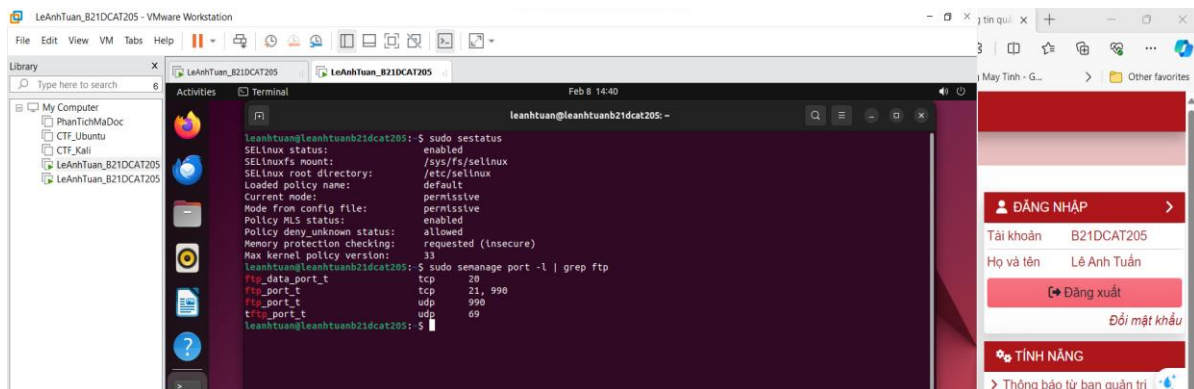 LeAnhTuan_B21DCAT205 - VMware Workstation
File Edit View VM Tabs Help
Library
Type here to search
My Computer
PhanTichMaDoc
CTF_Ubuntu
CTF_Kali
LeAnhTuan_B21DCAT205
LeAnhTuan_B21DCAT205
LeAnhTuan_B21DCAT205
LeAnhTuan_B21DCAT205
Activities Terminal Feb 8 14:40
leanhtuan@leanhtuanb21dcat205: ~
leanhtuan@leanhtuanb21dcat205:~$ sudo sestatus
SELinux status: enabled
SELinuxfs mount: /sys/fs/selinux
SELinux root directory: /etc/selinux
Loaded policy name: default
Current mode: permissive
Mode from config file: permissive
Policy MLS status: enabled
Policy deny_unknown status: allowed
Memory protection checking: requested (insecure)
Max kernel policy version: 33
leanhtuan@leanhtuanb21dcat205:~$ sudo semanage port -l | grep ftp
ftp_data_port_t tcp 20
ftp_port_t tcp 21, 990
ftp_port_t udp 990
tftp_port_t udp 69
leanhtuan@leanhtuanb21dcat205:~$
tin quả
May Tinh - G...
Other favorites
ĐĂNG NHẬP
Tài khoản B21DCAT205
Họ và tên Lê Anh Tuấn
Đăng xuất
Đổi mật khẩu
TÍNH NĂNG
Thông báo từ ban quản trị